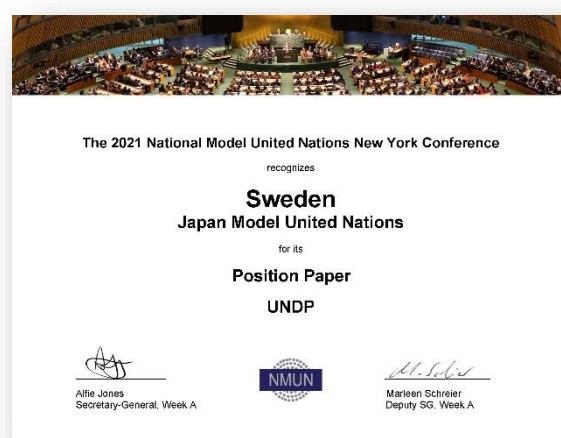 The 2021 National Model United Nations New York Conference
recognizes
Sweden
Japan Model United Nations
for its
Position Paper
UNDP
NMUN
Alfie Jones
Secretary-General, Week A
Marleen Schreier
Deputy SG, Week A